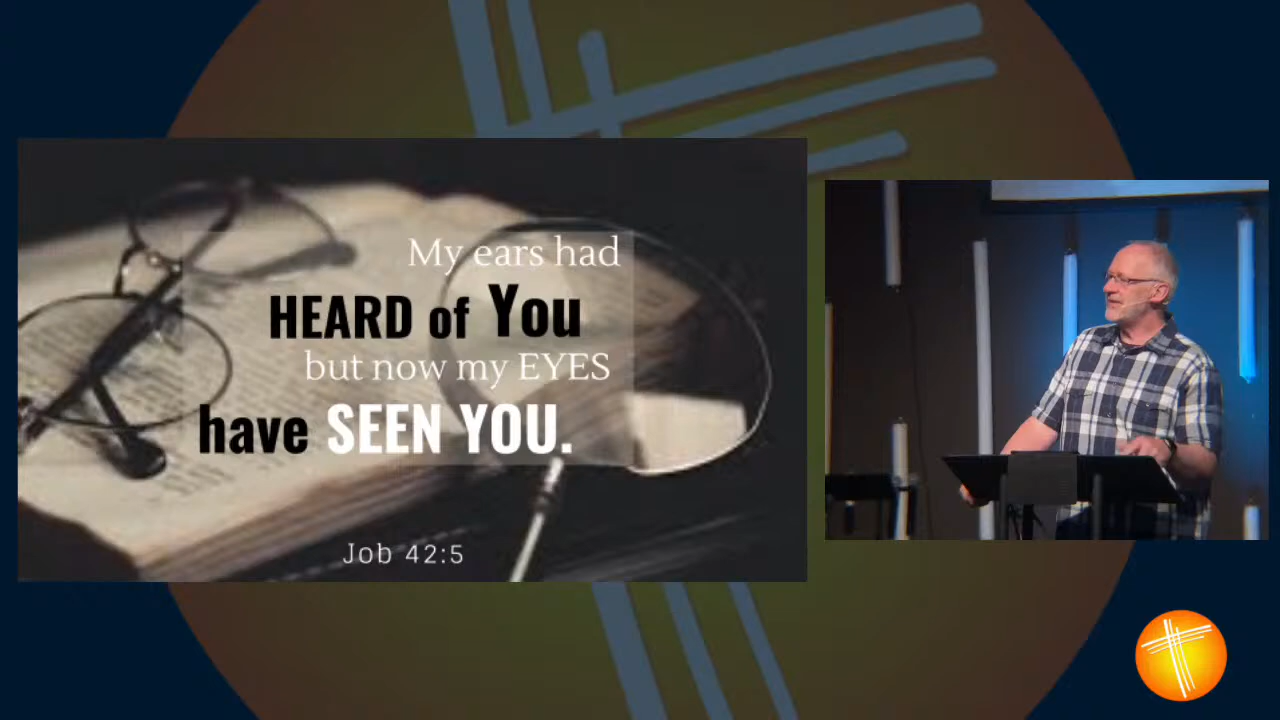 My ears had
HEARD of You
but now my EYES
have SEEN YOU.
Job 42:5